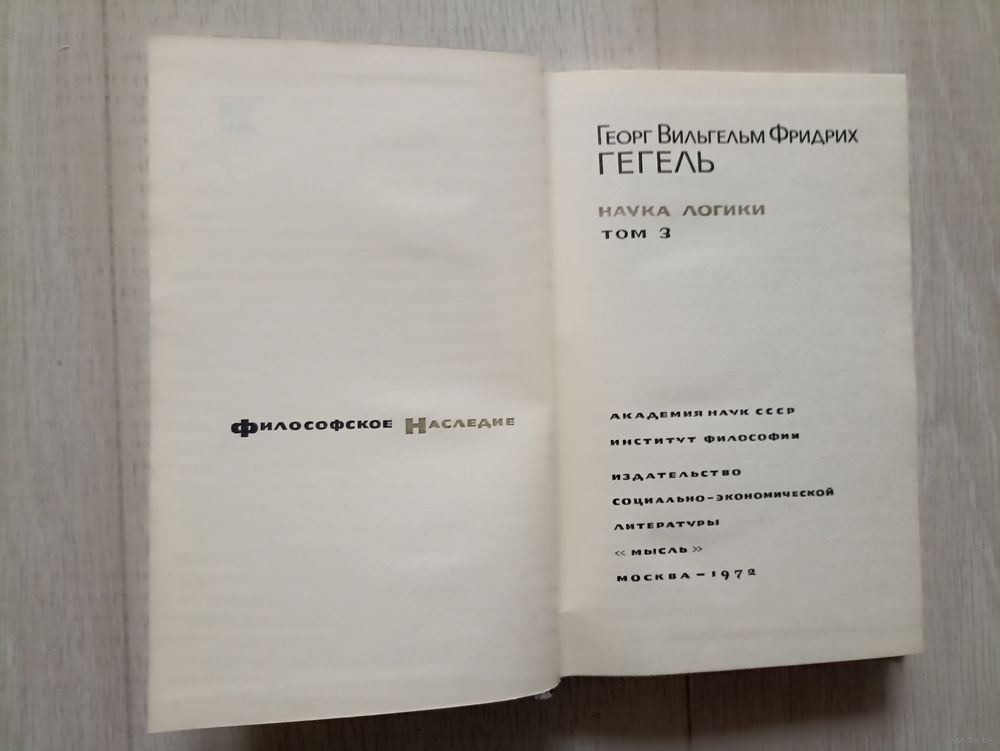 Философское Наследие
Георг Вильгельм Фридрих
ГЕГЕЛЬ
НАУКА ЛОГИКИ
ТОМ 3
АКАДЕМИЯ НАУК СССР
ИНСТИТУТ ФИЛОСОФИИ
ИЗДАТЕЛЬСТВО
СОЦИАЛЬНО-ЭКОНОМИЧЕСКОЙ
ЛИТЕРАТУРЫ
«МЫСЛЬ»
МОСКВА – 1972